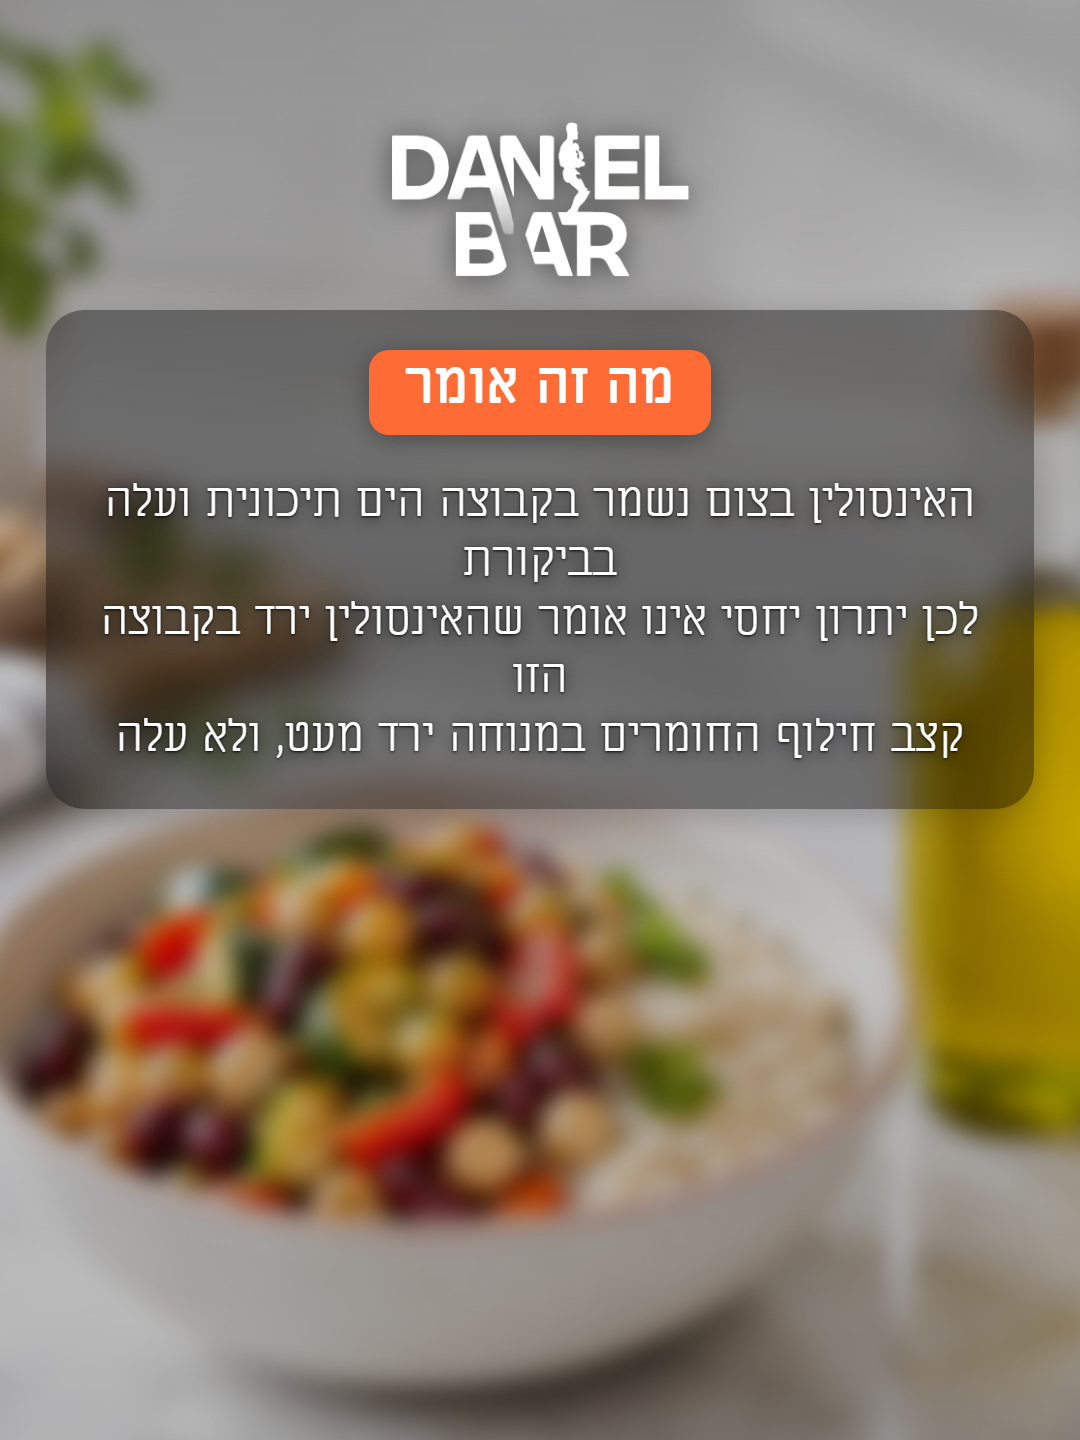 DANIEL
BAR
מה זה אומר
האינסולין בצום נשמר בקבוצה הים תיכונית ועלה
בביקורת
לכן יתרון יחסי אינו אומר שהאינסולין ירד בקבוצה
הזו
קצב חילוף החומרים במנוחה ירד מעט, ולא עלה